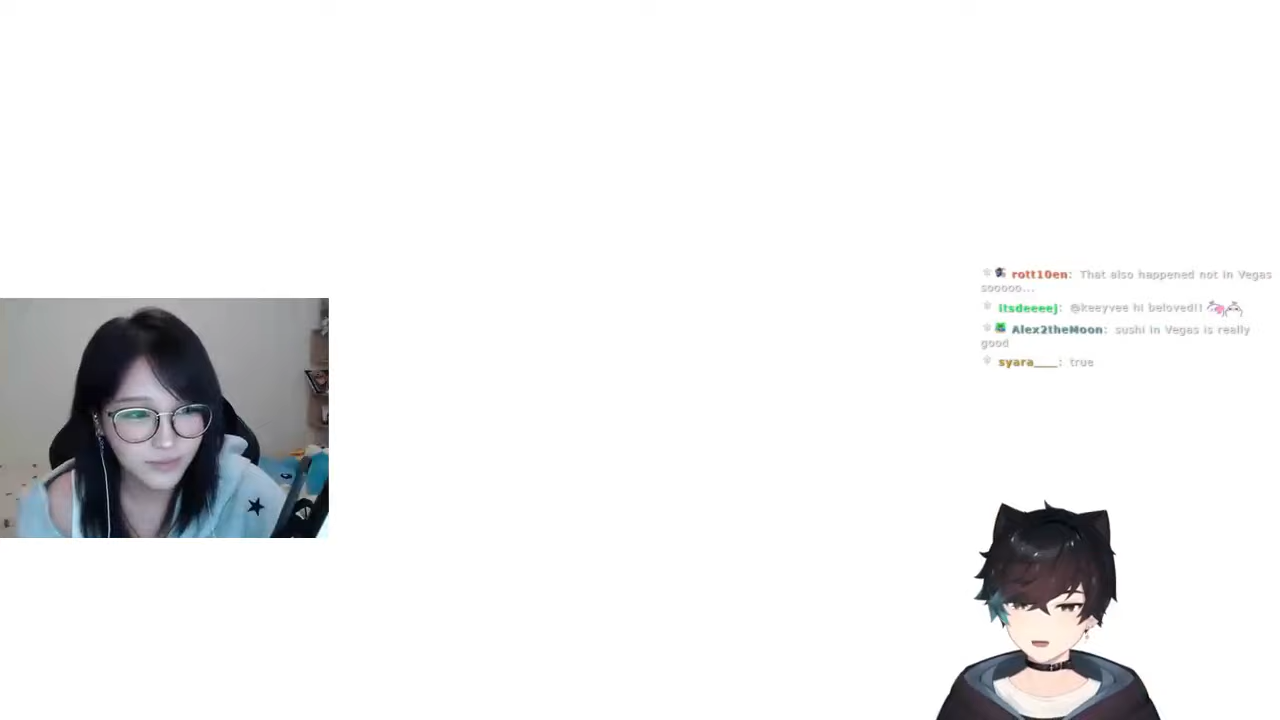 rott10en: That also happened not in Vegas
sooooo...
itsdeeeej: @keeyvee hi beloved!!
Alex2theMoon: sushi in Vegas is really
good
syara____: true